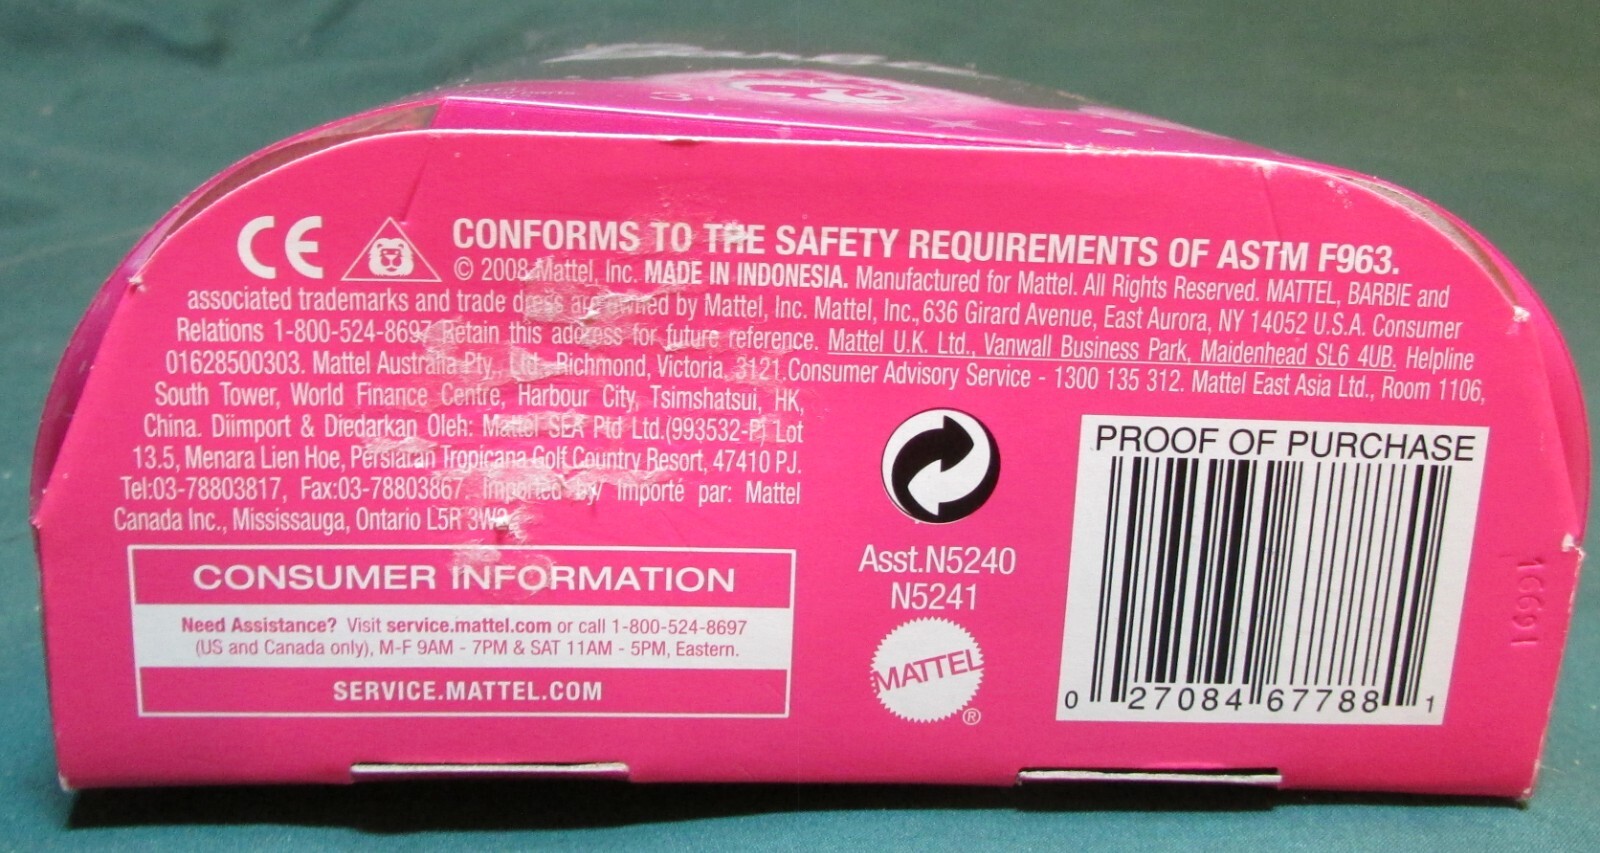 3+
CE
CONFORMS TO THE SAFETY REQUIREMENTS OF ASTM F963.
© 2008 Mattel, Inc. MADE IN INDONESIA. Manufactured for Mattel. All Rights Reserved. MATTEL, BARBIE and
associated trademarks and trade dress are owned by Mattel, Inc. Mattel, Inc., 636 Girard Avenue, East Aurora, NY 14052 U.S.A. Consumer
Relations 1-800-524-8697. Retain this address for future reference. Mattel U.K. Ltd., Vanwall Business Park, Maidenhead SL6 4UB. Helpline
01628500303. Mattel Australia Pty., Ltd., Richmond, Victoria, 3121. Consumer Advisory Service - 1300 135 312. Mattel East Asia Ltd., Room 1106,
South Tower, World Finance Centre, Harbour City, Tsimshatsui, HK,
China. Diimport & Diedarkan Oleh: Mattel SEA Ptd Ltd.(993532-P) Lot
13.5, Menara Lien Hoe, Persiaran Tropicana Golf Country Resort, 47410 PJ.
Tel:03-78803817, Fax:03-78803867. Imported by/ Importé par: Mattel
Canada Inc., Mississauga, Ontario L5R 3W2.
CONSUMER INFORMATION
Need Assistance? Visit service.mattel.com or call 1-800-524-8697
(US and Canada only), M-F 9AM - 7PM & SAT 11AM - 5PM, Eastern.
SERVICE.MATTEL.COM
Asst.N5240
N5241
MATTEL
®
PROOF OF PURCHASE
0 27084 67788 1
16691